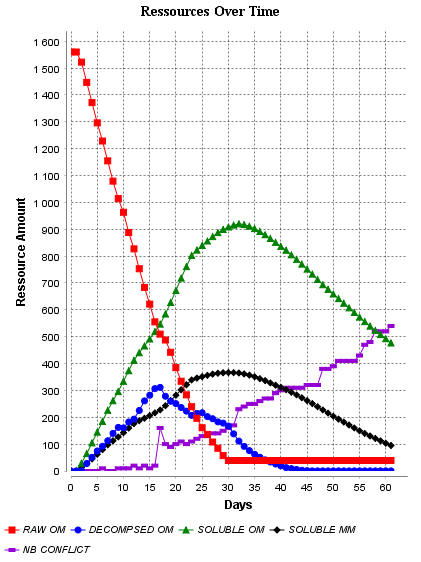 Ressources Over Time
Ressource Amount
1 600
1 500
1 400
1 300
1 200
1 100
1 000
900
800
700
600
500
400
300
200
100
0
0 5 10 15 20 25 30 35 40 45 50 55 60
Days
RAW OM DECOMPSED OM SOLUBLE OM SOLUBLE MM
NB CONFLICT